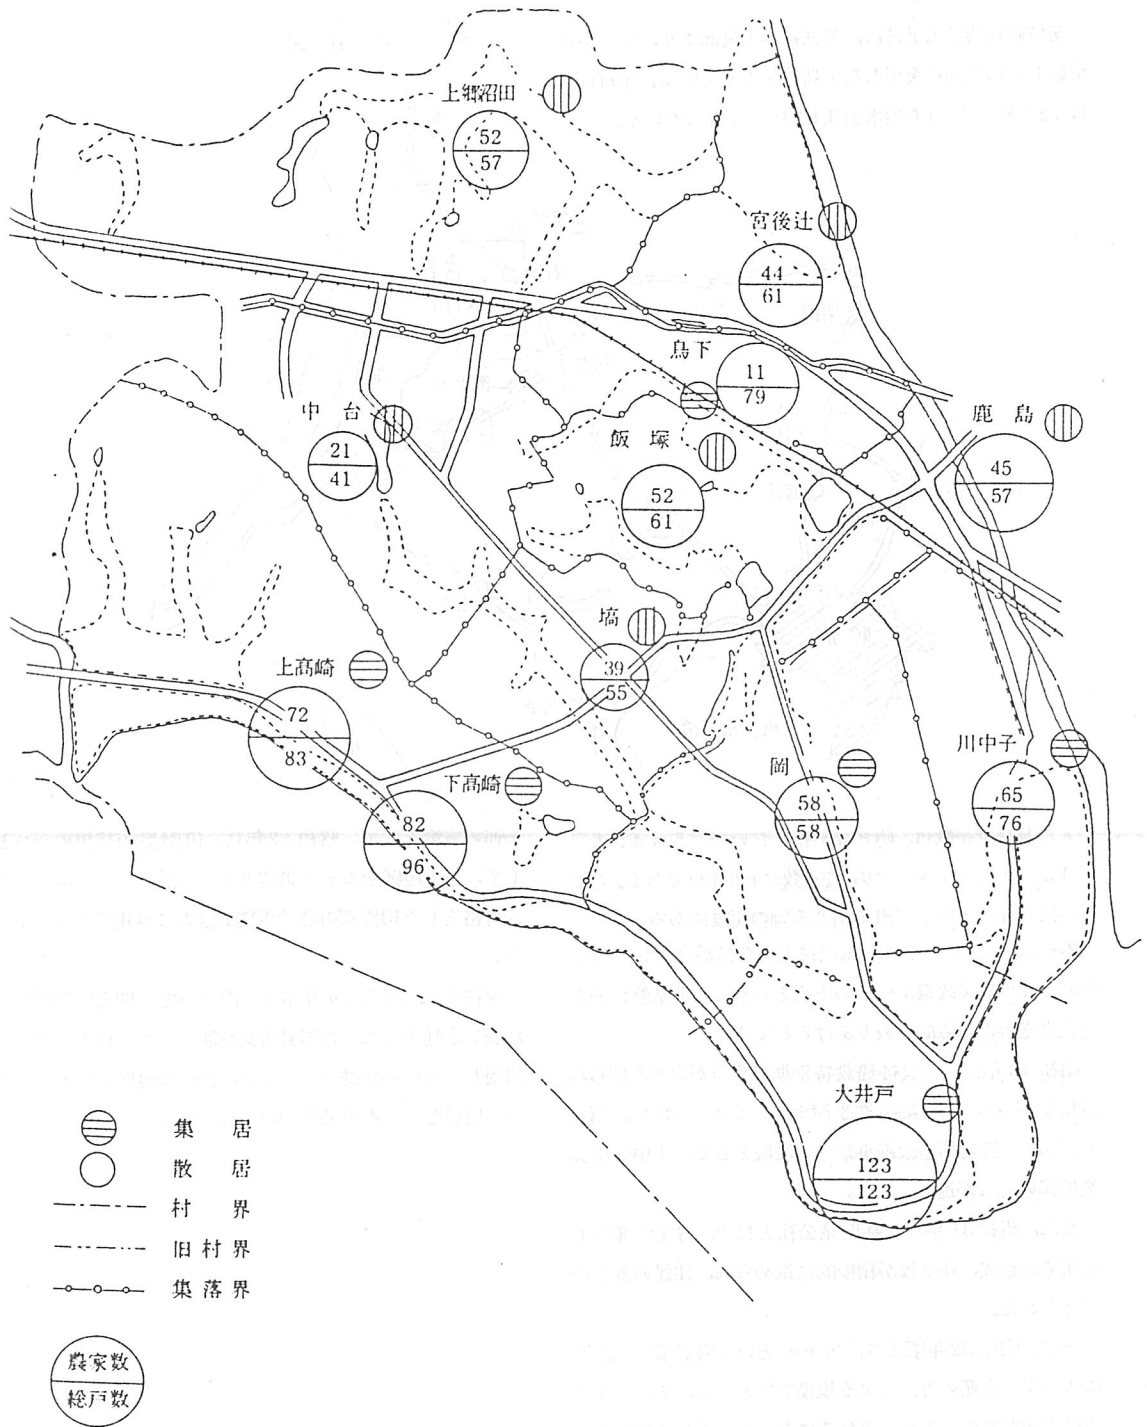 上郷沼田
52
57
宮後辻
44
61
鳥下
11
79
中台
21
41
飯塚
52
61
鹿島
45
57
塙
39
55
上高崎
72
83
下高崎
82
96
岡
58
58
川中子
65
76
大井戸
123
123
集居
散居
村界
旧村界
集落界
農家数
総戸数